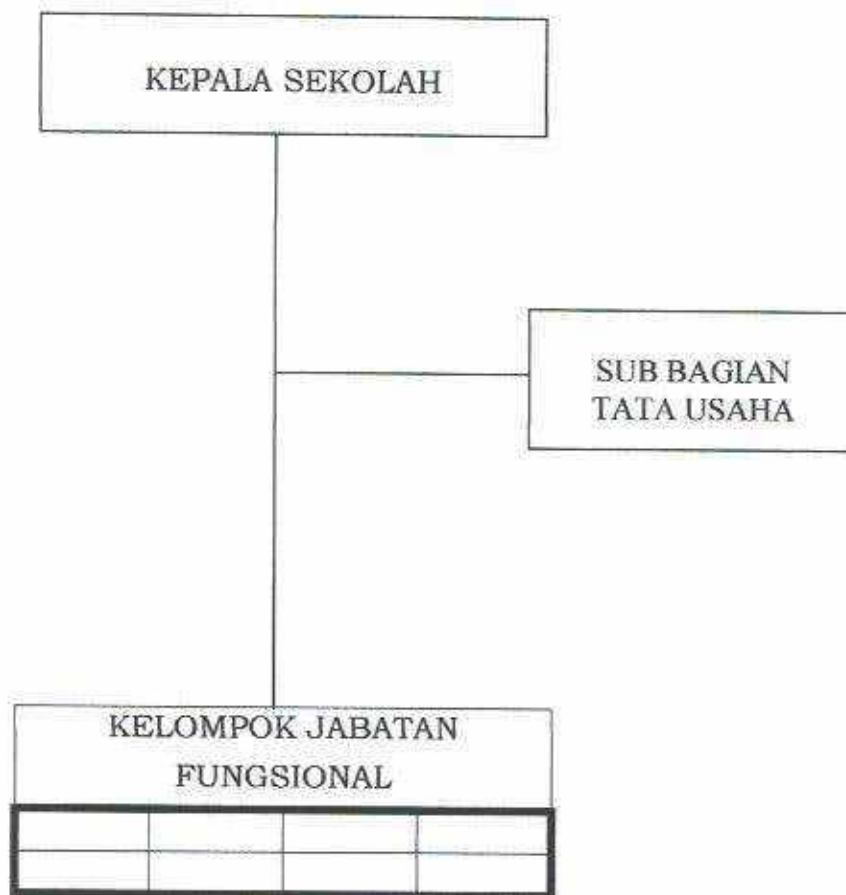 KEPALA SEKOLAH
SUB BAGIAN
TATA USAHA
KELOMPOK JABATAN
FUNGSIONAL